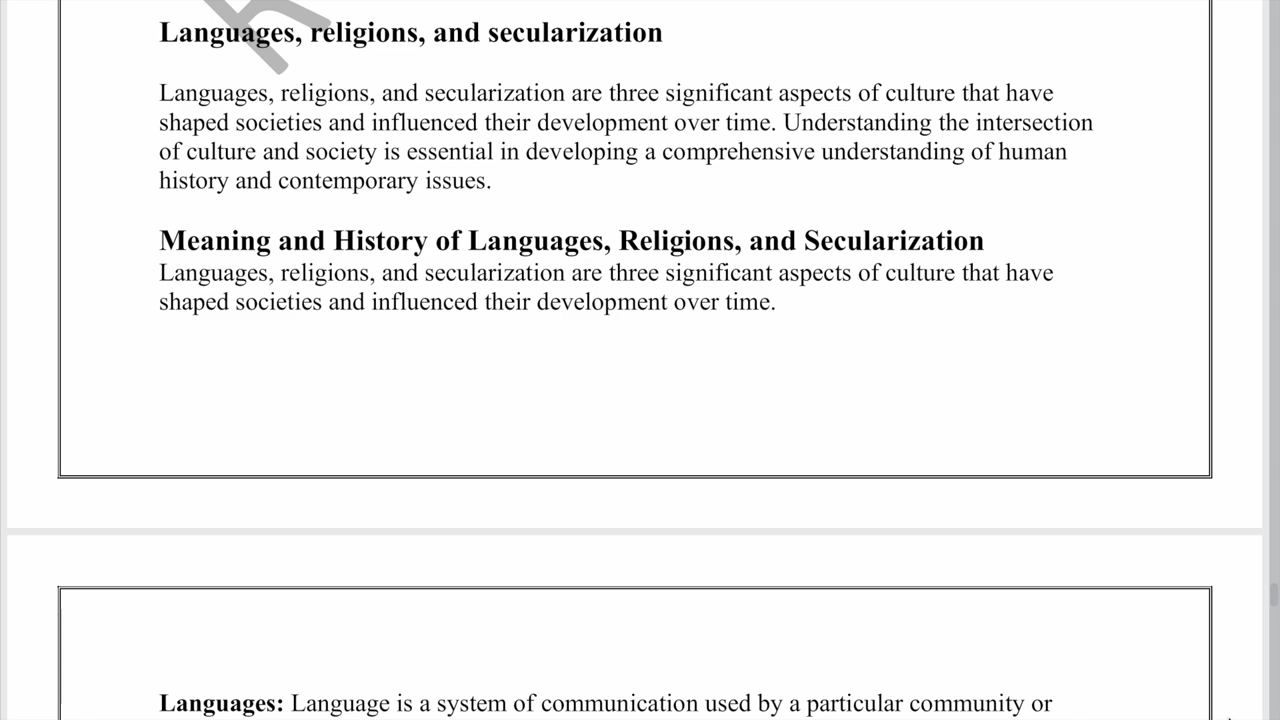 Languages, religions, and secularization
Languages, religions, and secularization are three significant aspects of culture that have
shaped societies and influenced their development over time. Understanding the intersection
of culture and society is essential in developing a comprehensive understanding of human
history and contemporary issues.
Meaning and History of Languages, Religions, and Secularization
Languages, religions, and secularization are three significant aspects of culture that have
shaped societies and influenced their development over time.
Languages: Language is a system of communication used by a particular community or